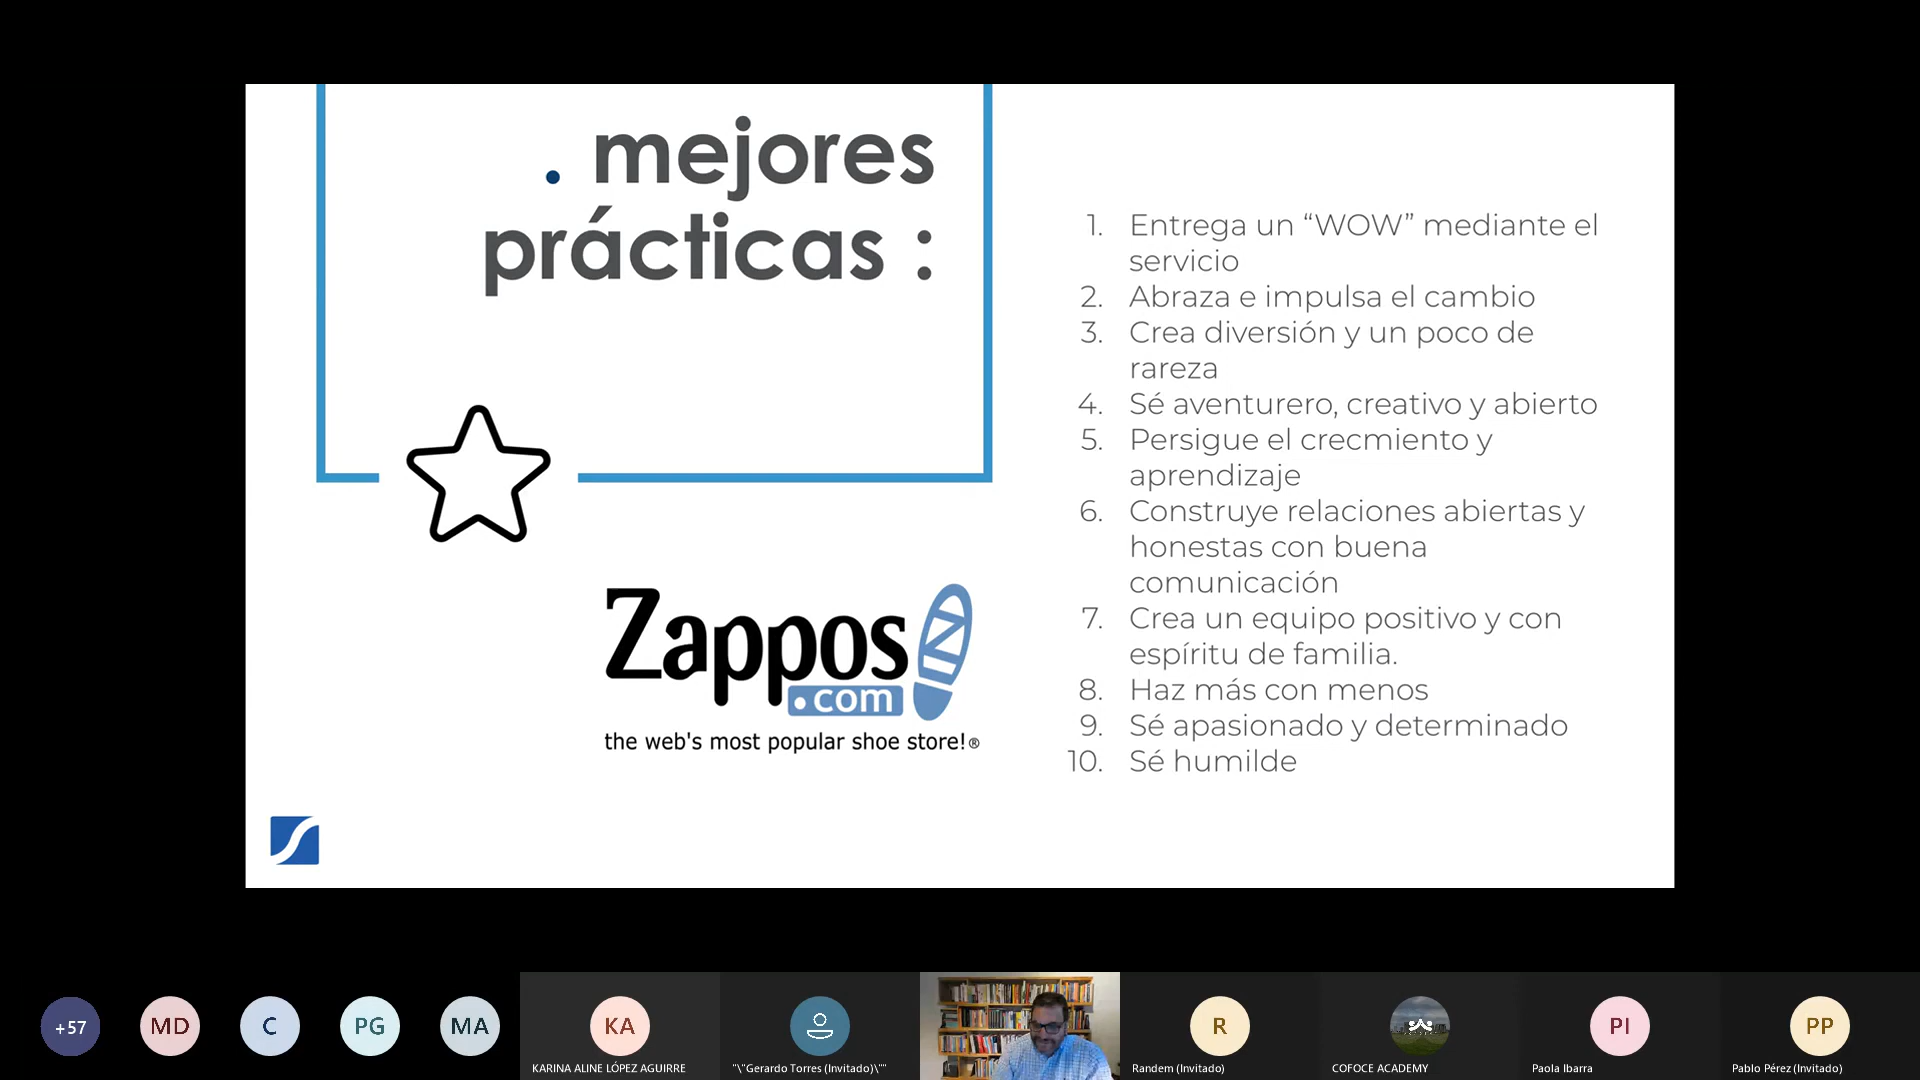 . mejores
prácticas :
1. Entrega un “WOW” mediante el
servicio
2. Abraza e impulsa el cambio
3. Crea diversión y un poco de
rareza
4. Sé aventurero, creativo y abierto
5. Persigue el crecmiento y
aprendizaje
6. Construye relaciones abiertas y
honestas con buena
comunicación
7. Crea un equipo positivo y con
espíritu de familia.
8. Haz más con menos
9. Sé apasionado y determinado
10. Sé humilde
Zappos
.com
the web's most popular shoe store!®
+57
MD
C
PG
MA
KA
R
PI
PP
KARINA ALINE LÓPEZ AGUIRRE
"\"Gerardo Torres (Invitado)\""
Randem (Invitado)
COFOCE ACADEMY
Paola Ibarra
Pablo Pérez (Invitado)